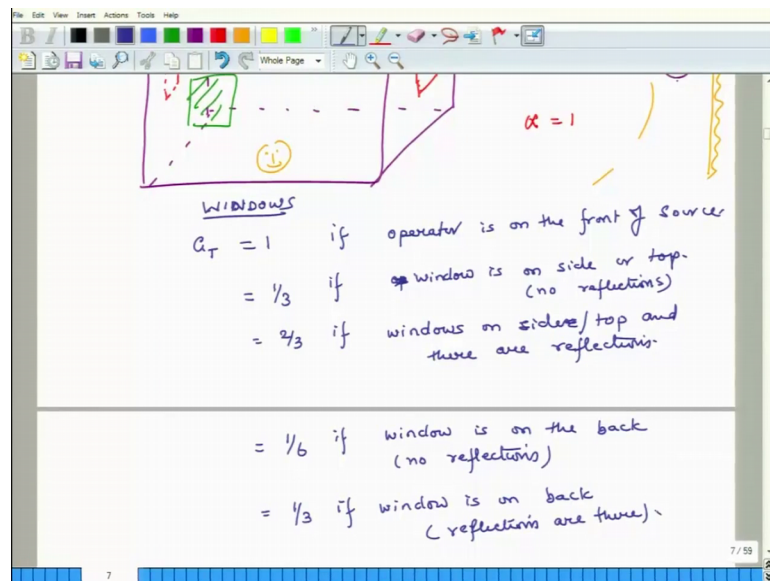 File Edit View Insert Actions Tools Help
B I
Whole Page
α = 1
WINDOWS
a_T = 1 if operator is on the front of source
= 1/3 if window is on side or top.
(no reflections)
= 2/3 if windows on side/top and
there are reflections.
= 1/6 if window is on the back
(no reflections)
= 1/3 if window is on back
(reflections are there).
7 / 59
7